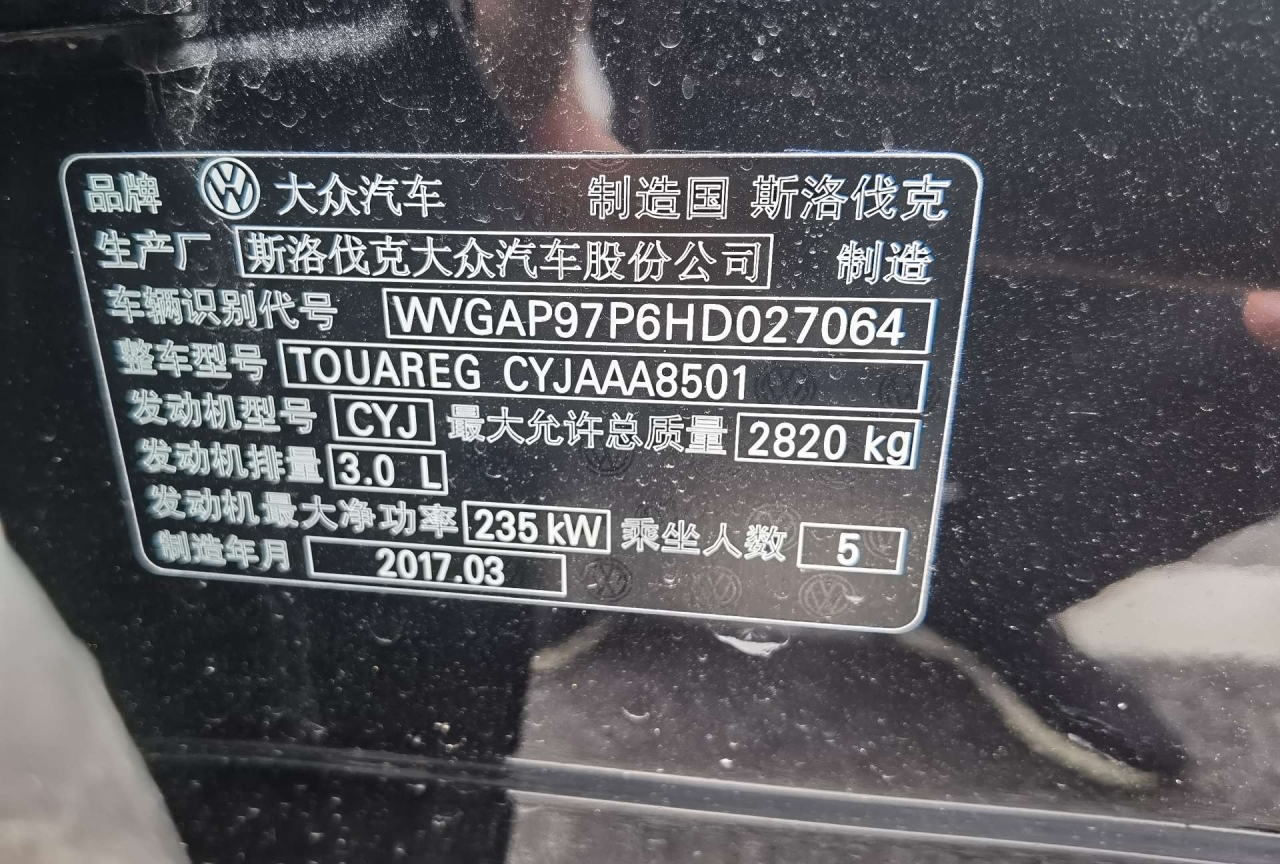 品牌 大众汽车 制造国 斯洛伐克
生产厂 斯洛伐克大众汽车股份公司 制造
车辆识别代号 WVGAP97P6HD027064
整车型号 TOUAREG CYJAAA8501
发动机型号 CYJ 最大允许总质量 2820 kg
发动机排量 3.0 L
发动机最大净功率 235 kW 乘坐人数 5
制造年月 2017.03